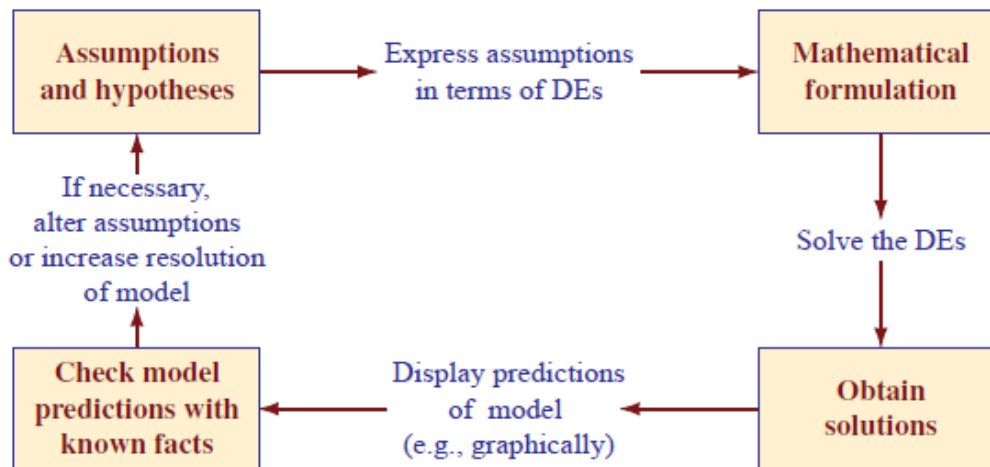 Assumptions
and hypotheses
Express assumptions
in terms of DEs
Mathematical
formulation
If necessary,
alter assumptions
or increase resolution
of model
Solve the DEs
Check model
predictions with
known facts
Display predictions
of model
(e.g., graphically)
Obtain
solutions